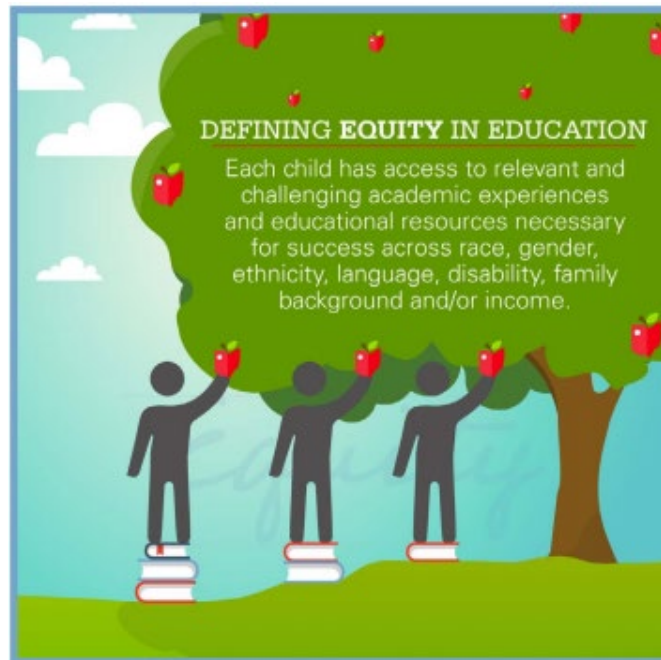 DEFINING EQUITY IN EDUCATION
Each child has access to relevant and
challenging academic experiences
and educational resources necessary
for success across race, gender,
ethnicity, language, disability, family
background and/or income.
equity